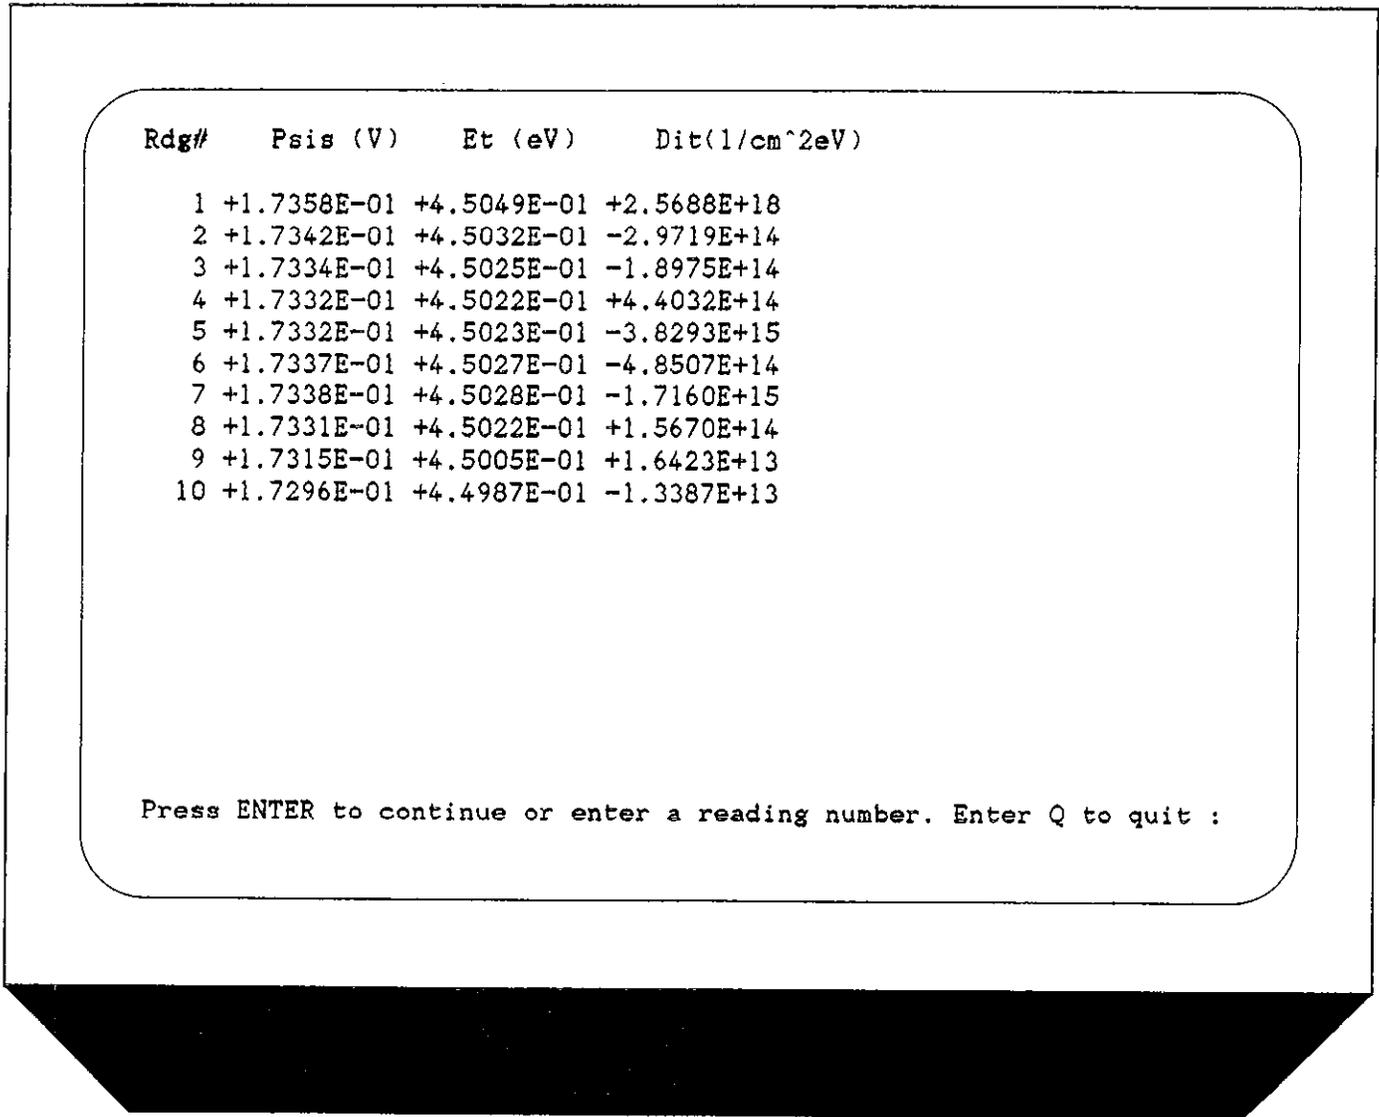 Rdg# Psis (V) Et (eV) Dit(1/cm^2eV)
1 +1.7358E-01 +4.5049E-01 +2.5688E+18
2 +1.7342E-01 +4.5032E-01 -2.9719E+14
3 +1.7334E-01 +4.5025E-01 -1.8975E+14
4 +1.7332E-01 +4.5022E-01 +4.4032E+14
5 +1.7332E-01 +4.5023E-01 -3.8293E+15
6 +1.7337E-01 +4.5027E-01 -4.8507E+14
7 +1.7338E-01 +4.5028E-01 -1.7160E+15
8 +1.7331E-01 +4.5022E-01 +1.5670E+14
9 +1.7315E-01 +4.5005E-01 +1.6423E+13
10 +1.7296E-01 +4.4987E-01 -1.3387E+13
Press ENTER to continue or enter a reading number. Enter Q to quit :